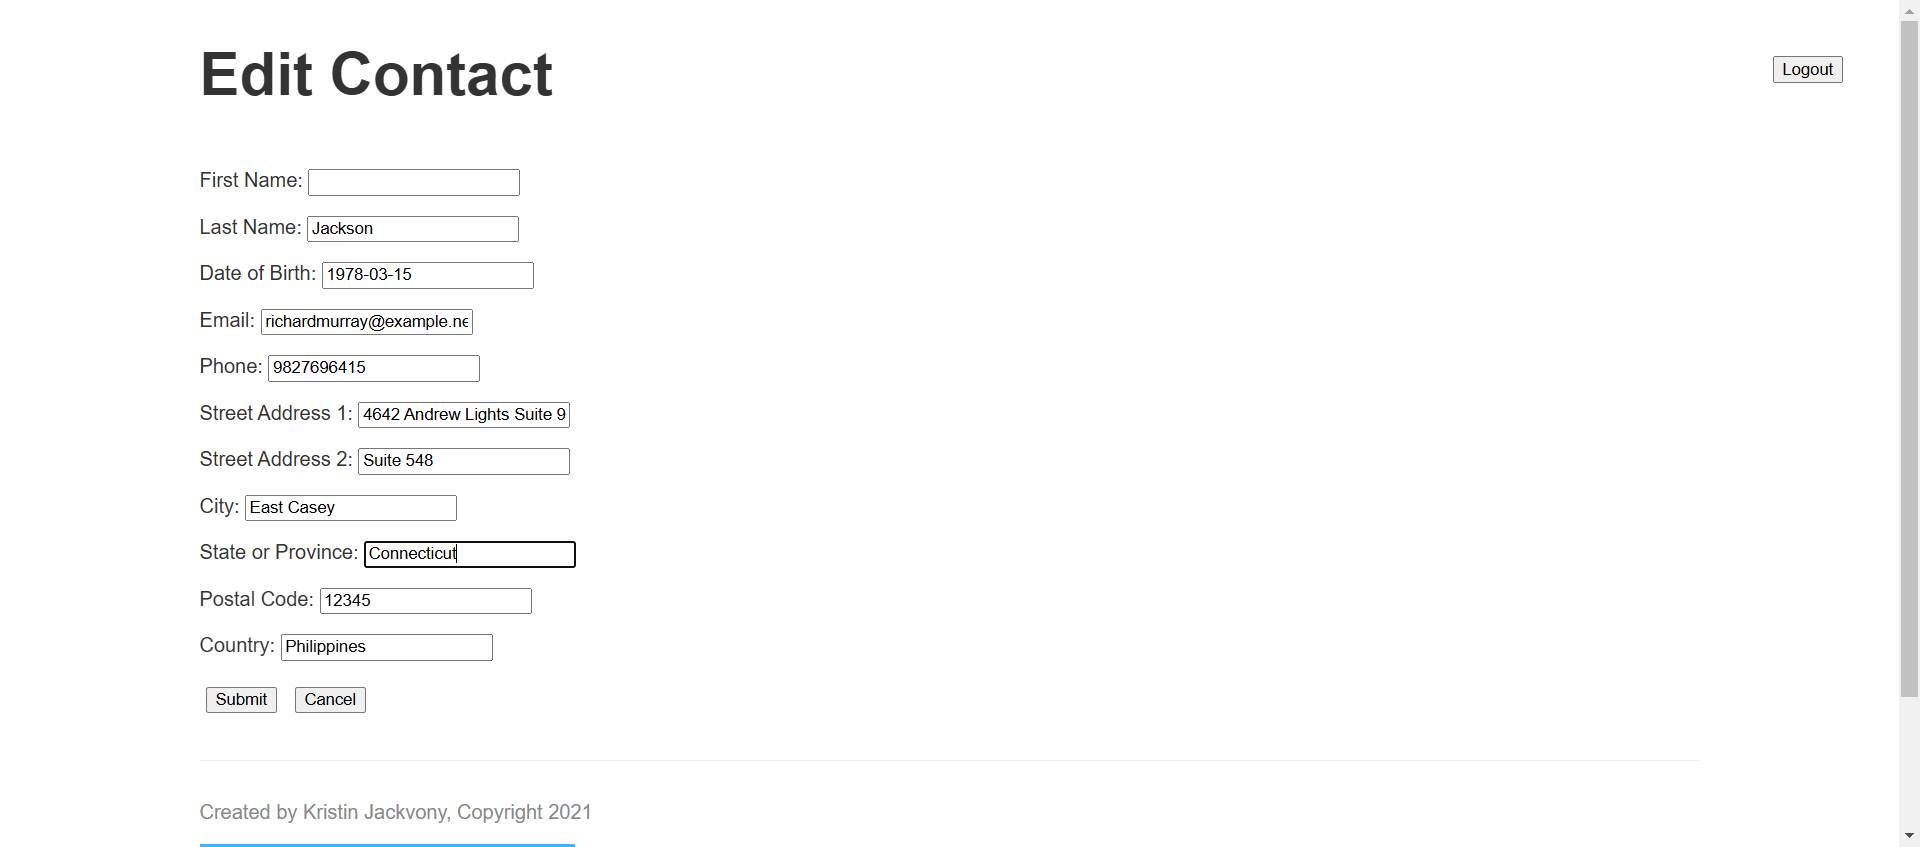 Edit Contact
Logout
First Name:
Last Name: Jackson
Date of Birth: 1978-03-15
Email: richardmurray@example.ne
Phone: 9827696415
Street Address 1: 4642 Andrew Lights Suite 9
Street Address 2: Suite 548
City: East Casey
State or Province: Connecticut
Postal Code: 12345
Country: Philippines
Submit Cancel
Created by Kristin Jackvony, Copyright 2021